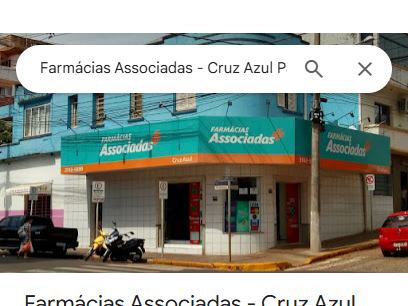 Farmácias Associadas - Cruz Azul P
FARMÁCIAS
Associadas
Cruz Azul
FARMÁCIAS
Associadas
FARMÁCIAS
Associadas
Farmácias Associadas - Cruz Azul